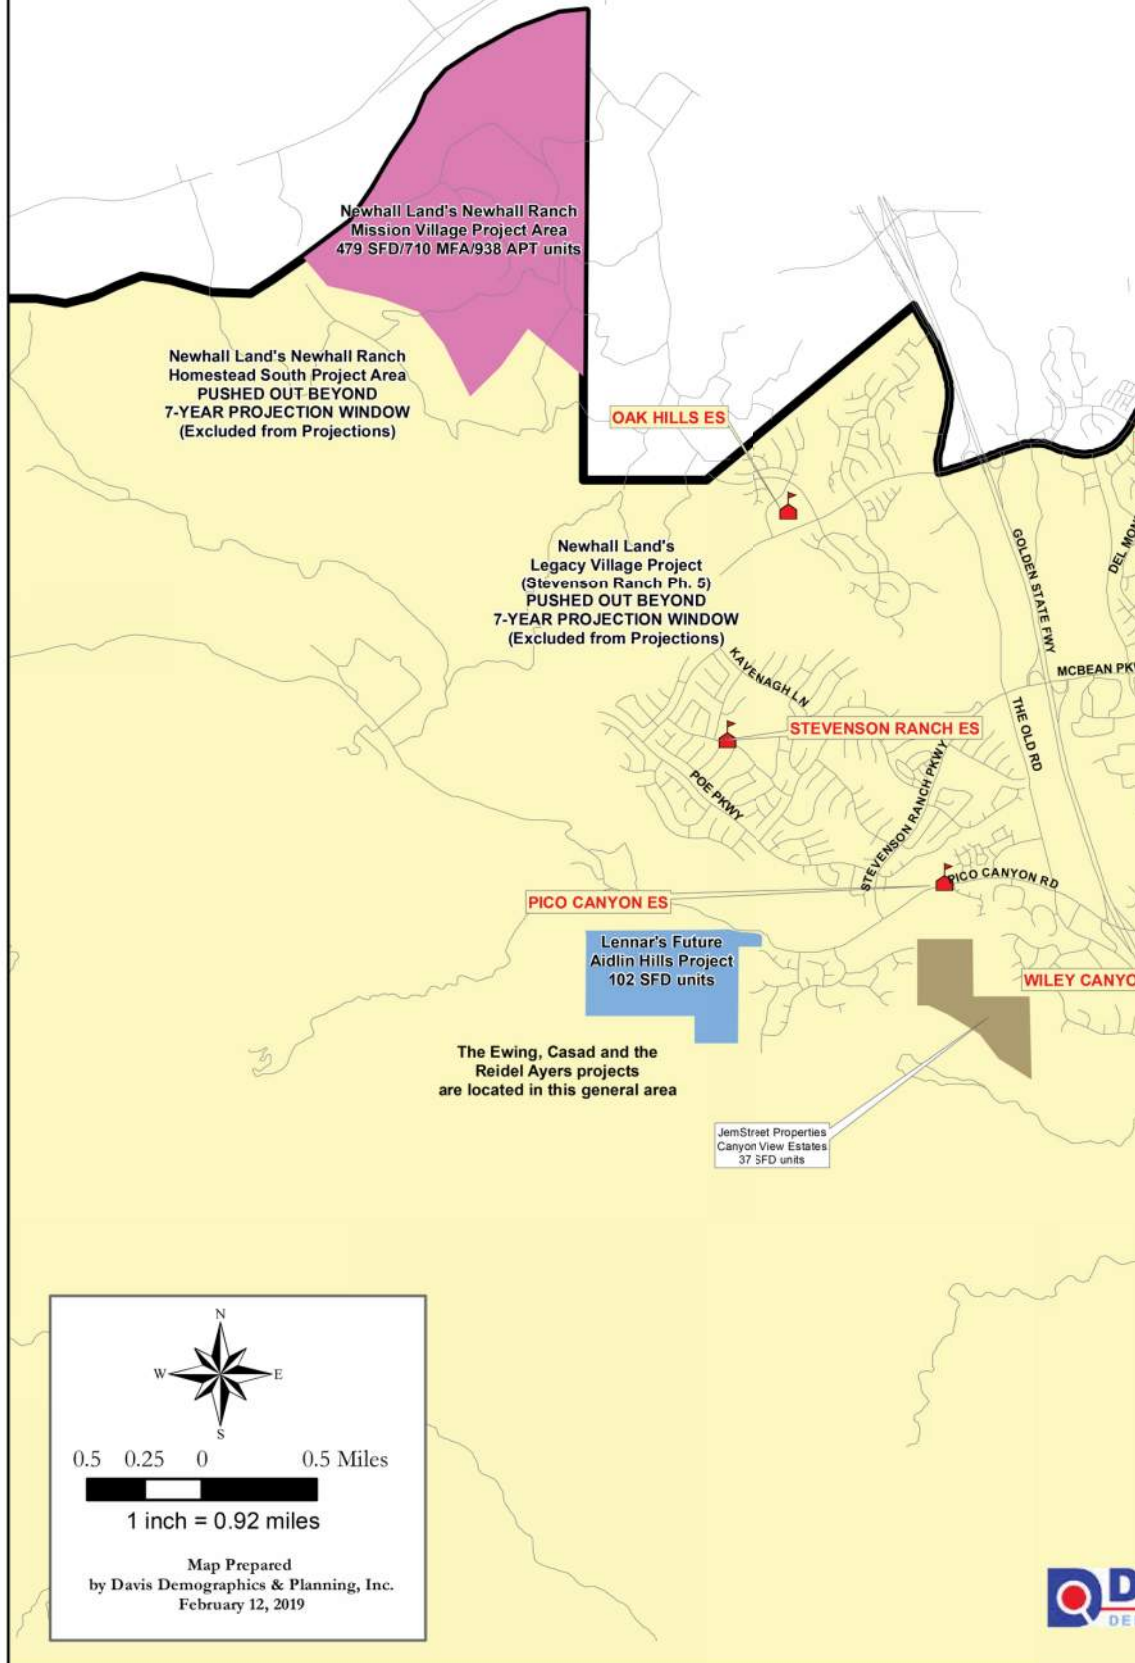 Newhall Land's Newhall Ranch
Mission Village Project Area
479 SFD/710 MFA/938 APT units
Newhall Land's Newhall Ranch
Homestead South Project Area
PUSHED OUT BEYOND
7-YEAR PROJECTION WINDOW
(Excluded from Projections)
OAK HILLS ES
Newhall Land's
Legacy Village Project
(Stevenson Ranch Ph. 5)
PUSHED OUT BEYOND
7-YEAR PROJECTION WINDOW
(Excluded from Projections)
GOLDEN STATE FWY
DEL MON
KAVENAGH LN
MCBEAN PK
STEVENSON RANCH ES
THE OLD RD
POE PKWY
STEVENSON RANCH PKWY
PICO CANYON RD
PICO CANYON ES
Lennar's Future
Aidlin Hills Project
102 SFD units
WILEY CANYO
The Ewing, Casad and the
Reidel Ayers projects
are located in this general area
JemStreet Properties
Canyon View Estates
37 SFD units
N
W E
S
0.5 0.25 0 0.5 Miles
1 inch = 0.92 miles
Map Prepared
by Davis Demographics & Planning, Inc.
February 12, 2019
D
DE